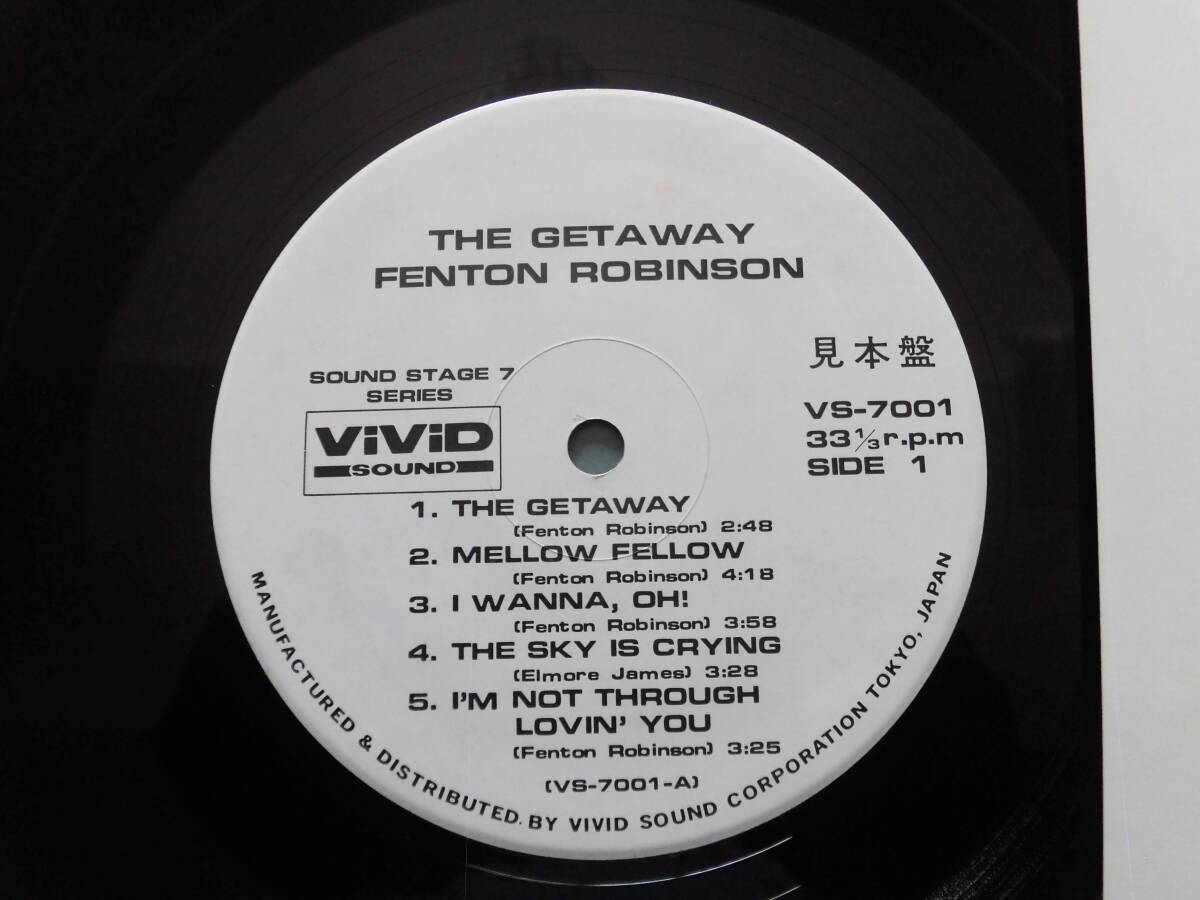 THE GETAWAY
FENTON ROBINSON
SOUND STAGE 7
SERIES
ViViD
SOUND
見本盤
VS-7001
33 1/3 r.p.m
SIDE 1
1. THE GETAWAY
(Fenton Robinson) 2:48
2. MELLOW FELLOW
(Fenton Robinson) 4:18
3. I WANNA, OH!
(Fenton Robinson) 3:58
4. THE SKY IS CRYING
(Elmore James) 3:28
5. I'M NOT THROUGH
LOVIN' YOU
(Fenton Robinson) 3:25
(VS-7001-A)
MANUFACTURED & DISTRIBUTED. BY VIVID SOUND CORPORATION TOKYO, JAPAN